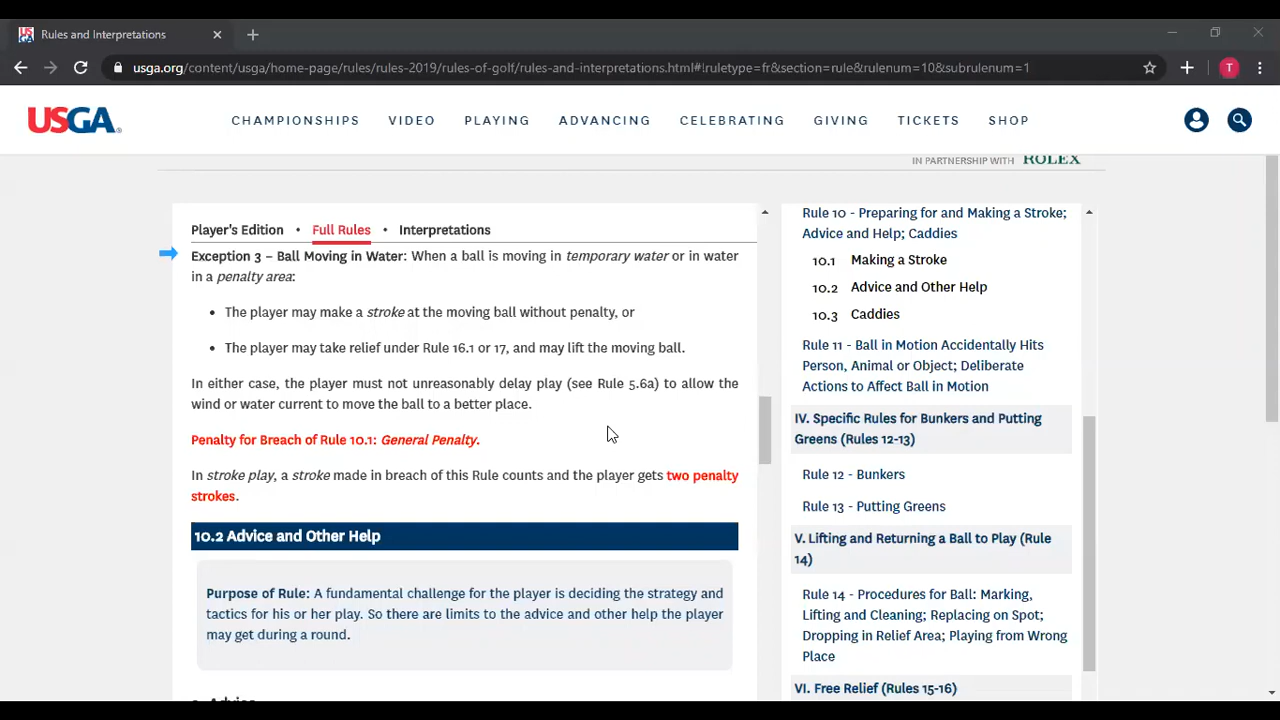 Rules and Interpretations
usga.org/content/usga/home-page/rules/rules-2019/rules-of-golf/rules-and-interpretations.html#!ruletype=fr&section=rule&rulenum=10&subrulenum=1
T
USGA
CHAMPIONSHIPS VIDEO PLAYING ADVANCING CELEBRATING GIVING TICKETS SHOP
IN PARTNERSHIP WITH ROLEX
Player's Edition • Full Rules • Interpretations
Exception 3 – Ball Moving in Water: When a ball is moving in temporary water or in water
in a penalty area:
• The player may make a stroke at the moving ball without penalty, or
• The player may take relief under Rule 16.1 or 17, and may lift the moving ball.
In either case, the player must not unreasonably delay play (see Rule 5.6a) to allow the
wind or water current to move the ball to a better place.
Penalty for Breach of Rule 10.1: General Penalty.
In stroke play, a stroke made in breach of this Rule counts and the player gets two penalty
strokes.
10.2 Advice and Other Help
Purpose of Rule: A fundamental challenge for the player is deciding the strategy and
tactics for his or her play. So there are limits to the advice and other help the player
may get during a round.
Rule 10 - Preparing for and Making a Stroke;
Advice and Help; Caddies
10.1 Making a Stroke
10.2 Advice and Other Help
10.3 Caddies
Rule 11 - Ball in Motion Accidentally Hits
Person, Animal or Object; Deliberate
Actions to Affect Ball in Motion
IV. Specific Rules for Bunkers and Putting
Greens (Rules 12-13)
Rule 12 - Bunkers
Rule 13 - Putting Greens
V. Lifting and Returning a Ball to Play (Rule
14)
Rule 14 - Procedures for Ball: Marking,
Lifting and Cleaning; Replacing on Spot;
Dropping in Relief Area; Playing from Wrong
Place
VI. Free Relief (Rules 15-16)